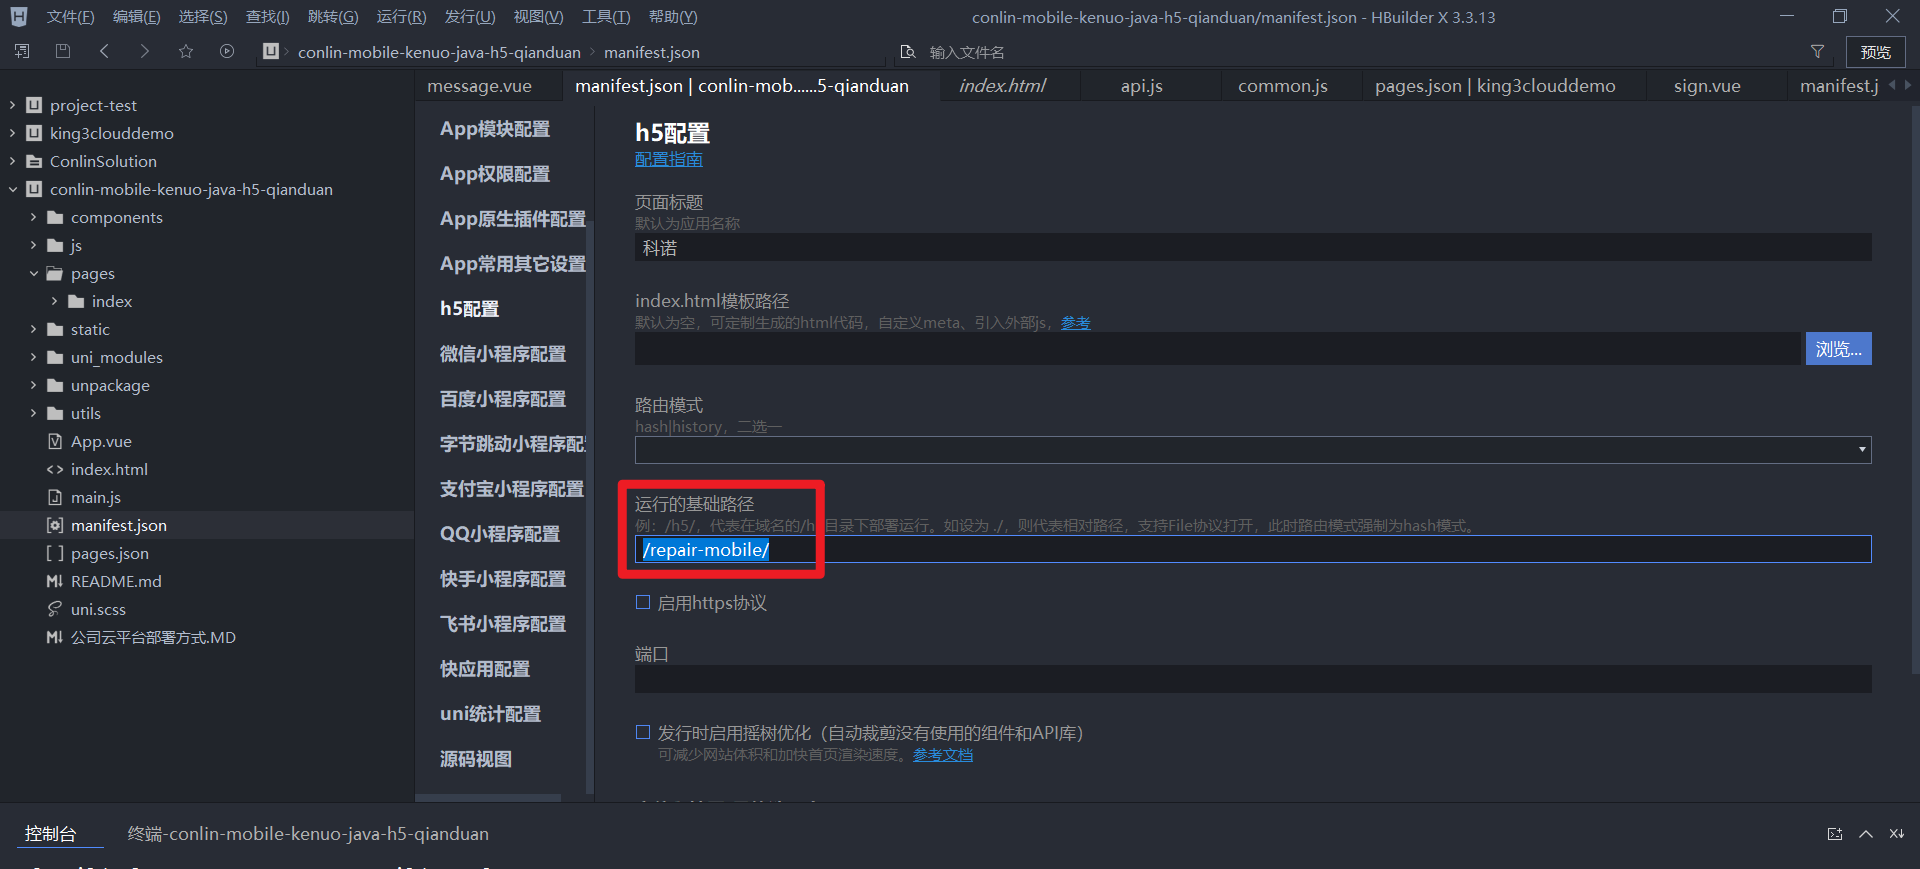 文件(F) 编辑(E) 选择(S) 查找(I) 跳转(G) 运行(R) 发行(U) 视图(V) 工具(T) 帮助(Y) conlin-mobile-kenuo-java-h5-qianduan/manifest.json - HBuilder X 3.3.13
conlin-mobile-kenuo-java-h5-qianduan manifest.json 输入文件名 预览
message.vue manifest.json | conlin-mob......5-qianduan index.html api.js common.js pages.json | king3clouddemo sign.vue manifest.j
project-test
king3clouddemo
ConlinSolution
conlin-mobile-kenuo-java-h5-qianduan
components
js
pages
index
static
uni_modules
unpackage
utils
App.vue
index.html
main.js
manifest.json
pages.json
README.md
uni.scss
公司云平台部署方式.MD
App模块配置
App权限配置
App原生插件配置
App常用其它设置
h5配置
微信小程序配置
百度小程序配置
字节跳动小程序配
支付宝小程序配置
QQ小程序配置
快手小程序配置
飞书小程序配置
快应用配置
uni统计配置
源码视图
h5配置
配置指南
页面标题
默认为应用名称
科诺
index.html模板路径
默认为空，可定制生成的html代码，自定义meta、引入外部js，参考
浏览...
路由模式
hash|history，二选一
运行的基础路径
例：/h5/，代表在域名的/h目录下部署运行。如设为 ./，则代表相对路径，支持File协议打开，此时路由模式强制为hash模式。
/repair-mobile/
启用https协议
端口
发行时启用摇树优化（自动裁剪没有使用的组件和API库）
可减少网站体积和加快首页渲染速度。参考文档
控制台 终端-conlin-mobile-kenuo-java-h5-qianduan